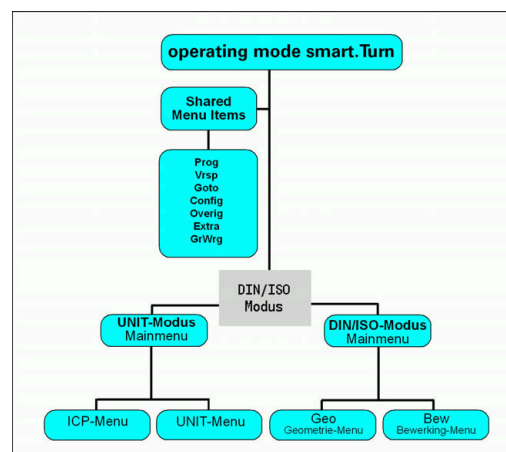 operating mode smart.Turn
Shared
Menu Items
Prog
Vrsp
Goto
Config
Overig
Extra
GrWrg
DIN/ISO
Modus
UNIT-Modus
Mainmenu
DIN/ISO-Modus
Mainmenu
ICP-Menu
UNIT-Menu
Geo
Geometrie-Menu
Bew
Bewerking-Menu